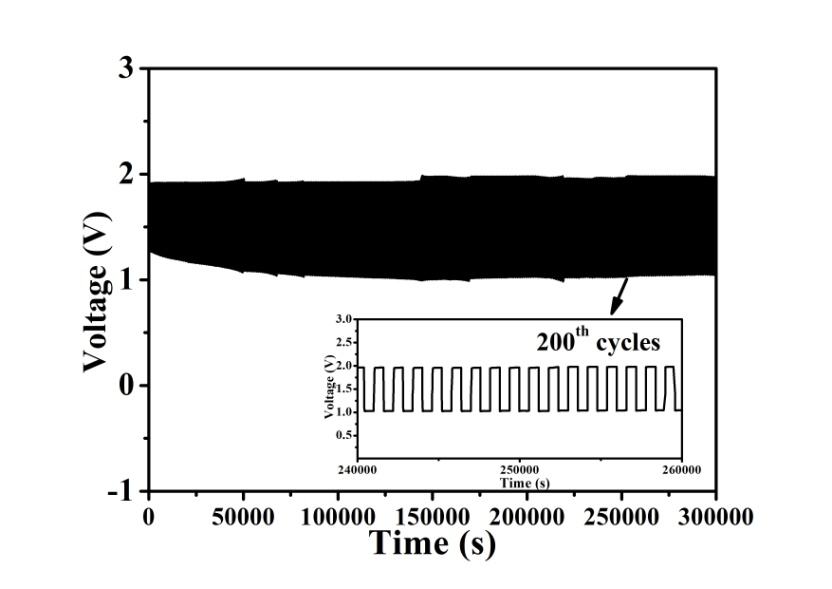 3
2
1
0
-1
Voltage (V)
0 50000 100000 150000 200000 250000 300000
Time (s)
200th cycles
3.0
2.5
2.0
1.5
1.0
0.5
Voltage (V)
240000 250000 260000
Time (s)